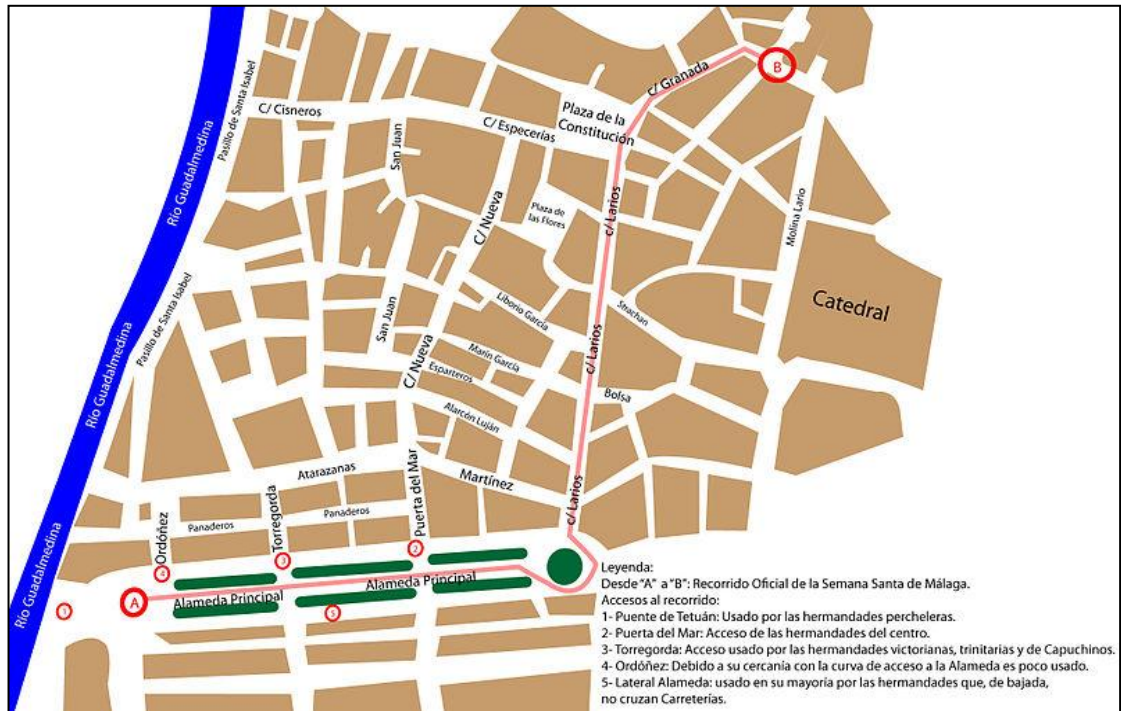 Río Guadalmedina
Pasillo de Santa Isabel
C/ Cisneros
San Juan
C/ Especerías
Plaza de la
Constitución
c/ Granada
B
Río Guadalmedina
C/ Nueva
Plaza de
las Flores
c/ Larios
Molina Lario
Catedral
Pasillo de Santa Isabel
Río Guadalmedina
San Juan
C/ Nueva
Liborio García
Strachan
Marín García
Esparteros
c/ Larios
Bolsa
Alarcón Luján
Atarazanas
Puerta del Mar
Martínez
c/ Larios
Río Guadalmedina
Ordóñez
Panaderos
Torregorda
Panaderos
4
3
2
1
A
Alameda Principal
Alameda Principal
5
Leyenda:
Desde "A" a "B": Recorrido Oficial de la Semana Santa de Málaga.
Accesos al recorrido:
1- Puente de Tetuán: Usado por las hermandades percheleras.
2- Puerta del Mar: Acceso de las hermandades del centro.
3- Torregorda: Acceso usado por las hermandades victorianas, trinitarias y de Capuchinos.
4- Ordóñez: Debido a su cercanía con la curva de acceso a la Alameda es poco usado.
5- Lateral Alameda: usado en su mayoría por las hermandades que, de bajada,
no cruzan Carreterías.